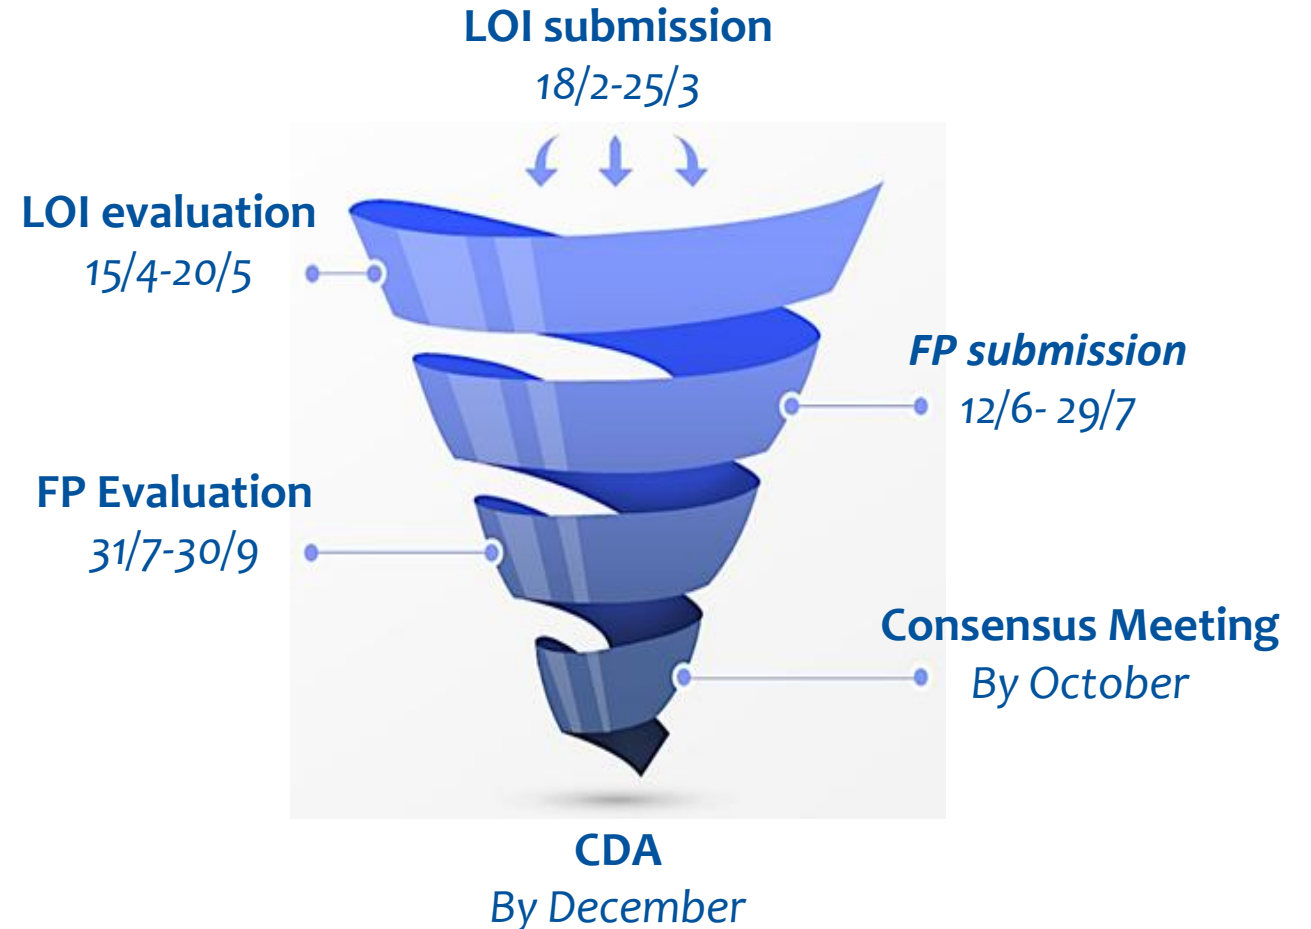 LOI submission
18/2-25/3
LOI evaluation
15/4-20/5
FP submission
12/6- 29/7
FP Evaluation
31/7-30/9
Consensus Meeting
By October
CDA
By December